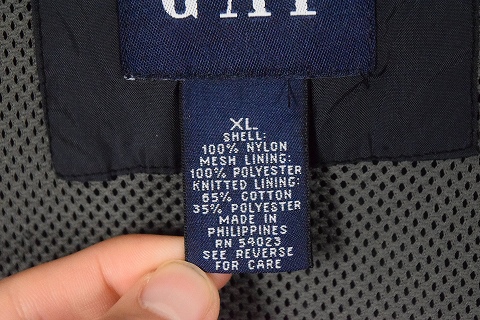 GAP
XL
SHELL:
100% NYLON
MESH LINING:
100% POLYESTER
KNITTED LINING:
65% COTTON
35% POLYESTER
MADE IN
PHILIPPINES
RN 54023
SEE REVERSE
FOR CARE